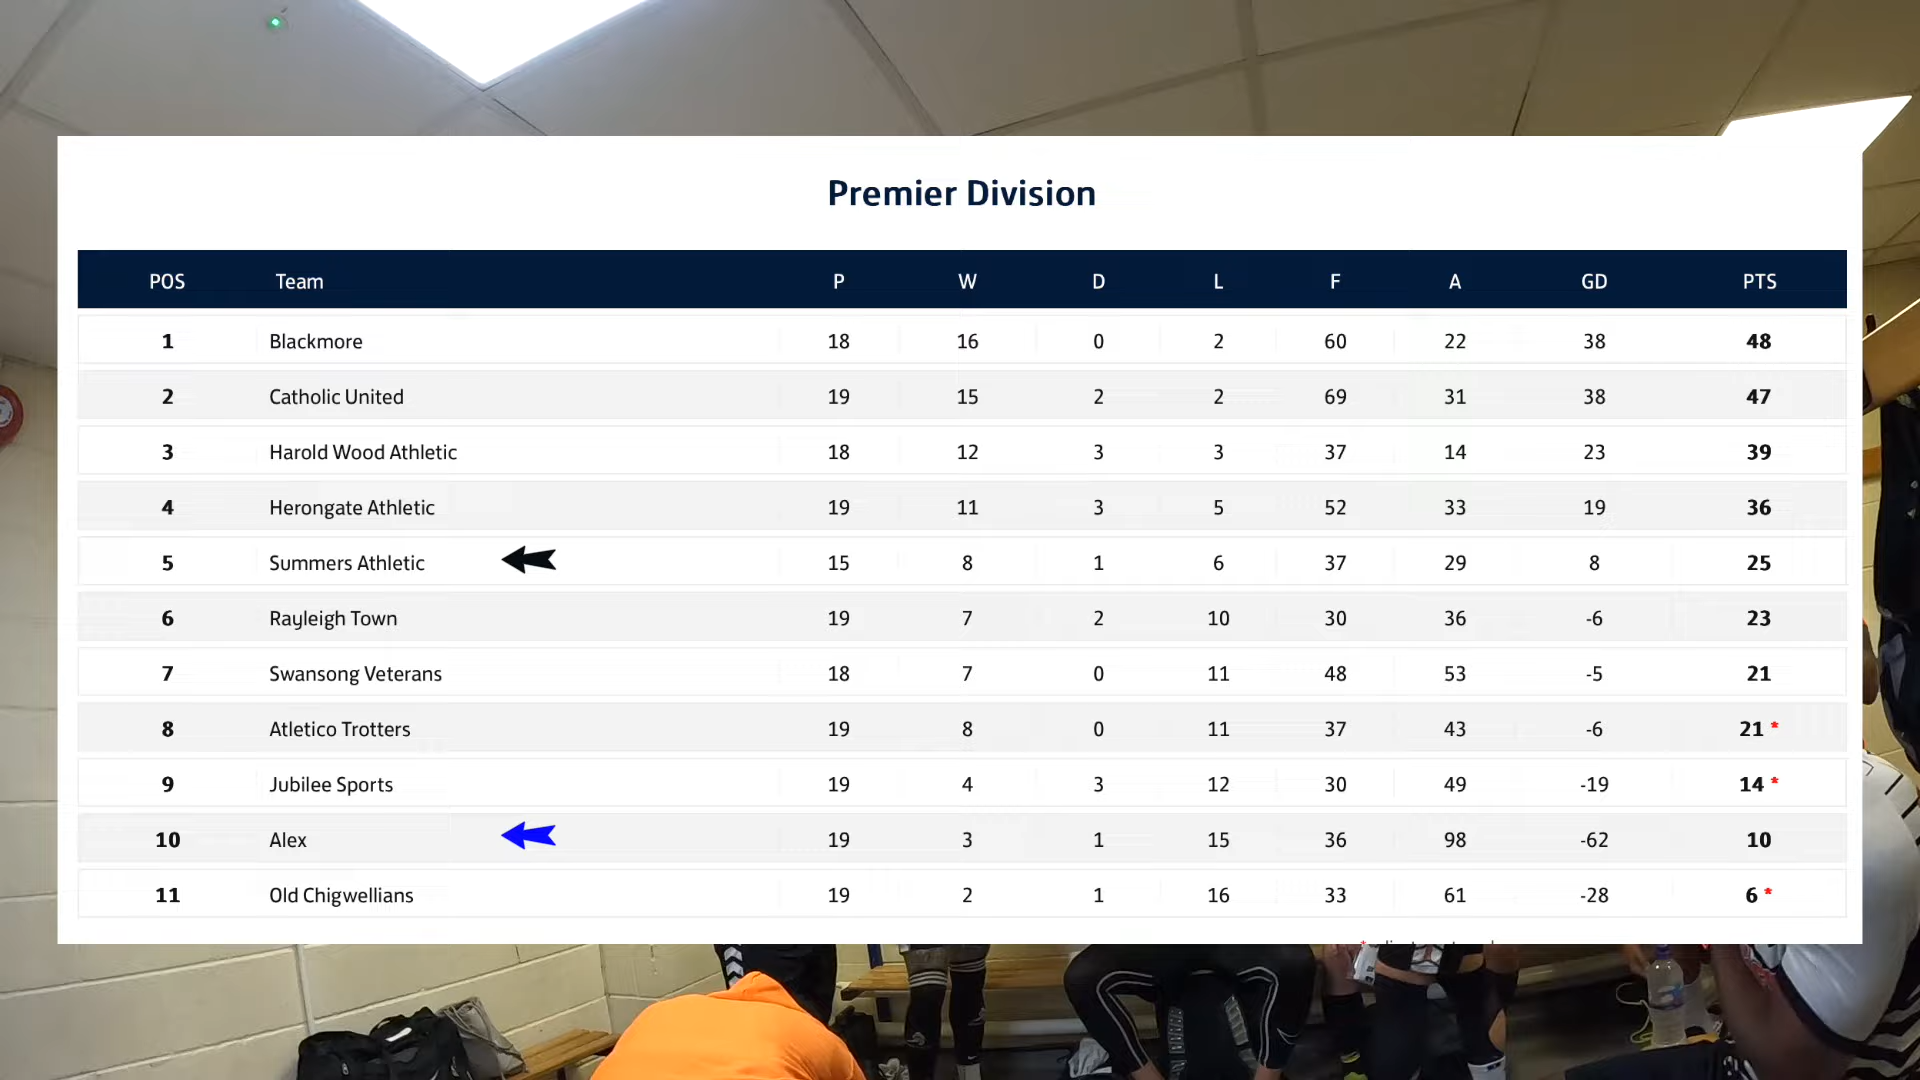 Premier Division
POS Team P W D L F A GD PTS
1 Blackmore 18 16 0 2 60 22 38 48
2 Catholic United 19 15 2 2 69 31 38 47
3 Harold Wood Athletic 18 12 3 3 37 14 23 39
4 Herongate Athletic 19 11 3 5 52 33 19 36
5 Summers Athletic 15 8 1 6 37 29 8 25
6 Rayleigh Town 19 7 2 10 30 36 -6 23
7 Swansong Veterans 18 7 0 11 48 53 -5 21
8 Atletico Trotters 19 8 0 11 37 43 -6 21 *
9 Jubilee Sports 19 4 3 12 30 49 -19 14 *
10 Alex 19 3 1 15 36 98 -62 10
11 Old Chigwellians 19 2 1 16 33 61 -28 6 *